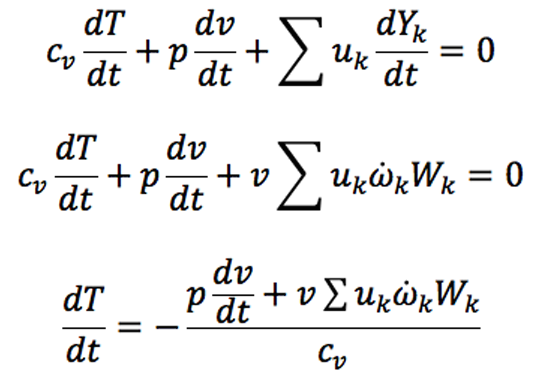 c_v dT/dt + p dv/dt + ∑ u_k dY_k/dt = 0
c_v dT/dt + p dv/dt + v ∑ u_k ω̇_k W_k = 0
dT/dt = − (p dv/dt + v ∑ u_k ω̇_k W_k)/c_v